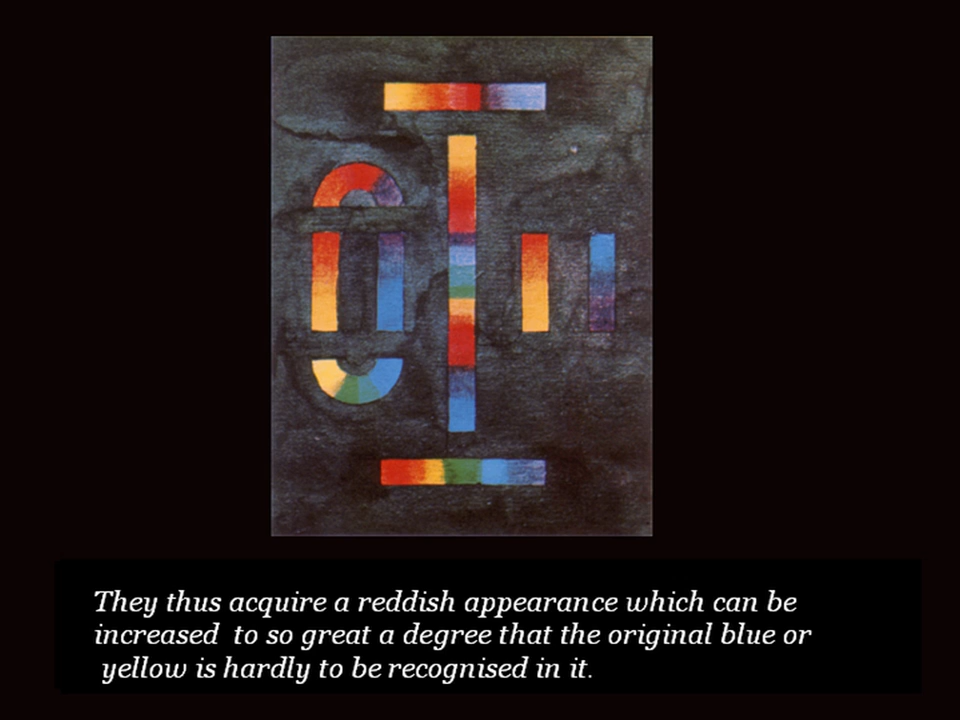 They thus acquire a reddish appearance which can be
increased to so great a degree that the original blue or
yellow is hardly to be recognised in it.